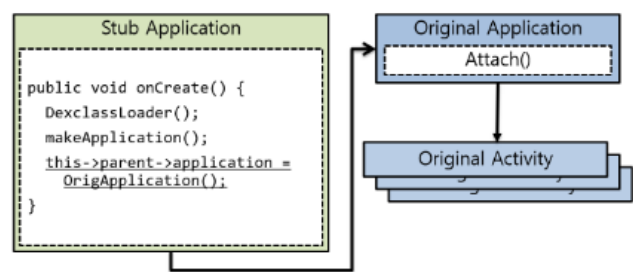 Stub Application
public void onCreate() {
DexclassLoader();
makeApplication();
this->parent->application =
OrigApplication();
}
Original Application
Attach()
Original Activity